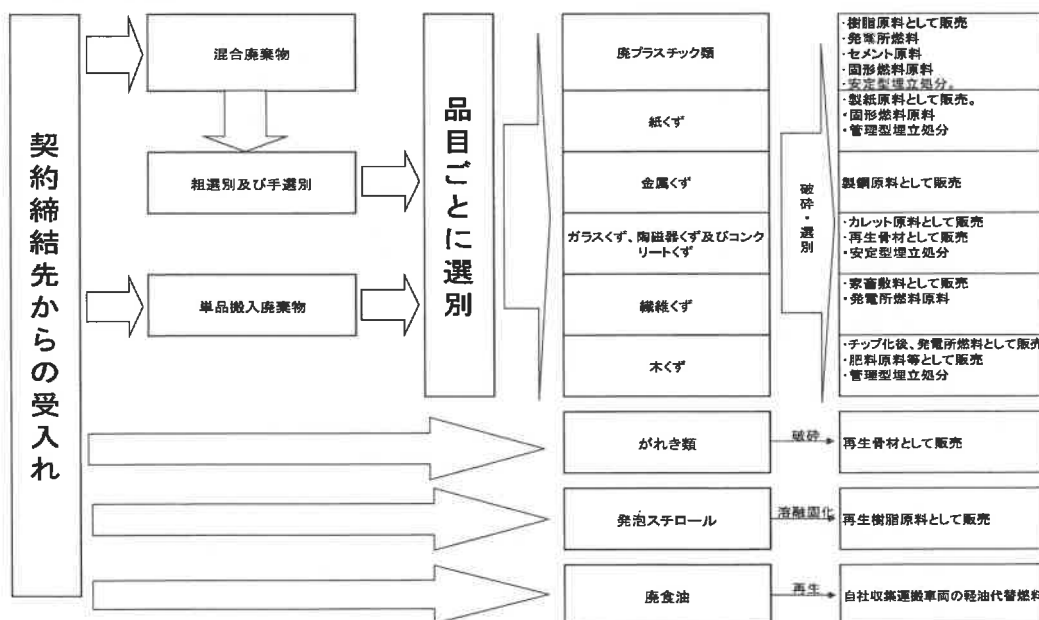 契約締結先からの受入れ
混合廃棄物
粗選別及び手選別
単品搬入廃棄物
品目ごとに選別
廃プラスチック類
紙くず
金属くず
ガラスくず、陶磁器くず及びコンク
リートくず
繊維くず
木くず
破砕・選別
・樹脂原料として販売
・発電所燃料
・セメント原料
・固形燃料原料
・安定型埋立処分。
・製紙原料として販売。
・固形燃料原料
・管理型埋立処分
製鋼原料として販売
・カレット原料として販売
・再生骨材として販売
・安定型埋立処分
・家畜敷料として販売
・発電所燃料原料
・チップ化後、発電所燃料として販売
・肥料原料等として販売
・管理型埋立処分
がれき類
破砕
再生骨材として販売
発泡スチロール
溶融固化
再生樹脂原料として販売
廃食油
再生
自社収集運搬車両の軽油代替燃料